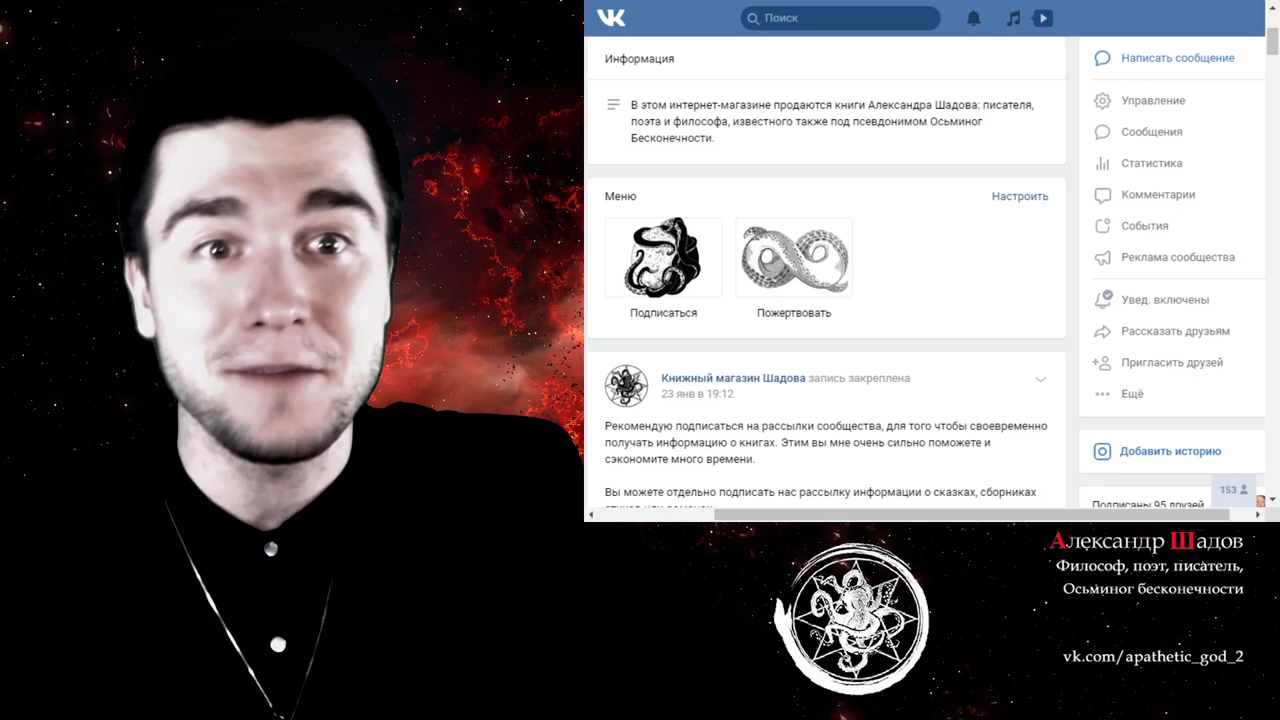 Поиск
Информация
В этом интернет-магазине продаются книги Александра Шадова: писателя,
поэта и философа, известного также под псевдонимом Осьминог
Бесконечности.
Меню
Настроить
Подписаться
Пожертвовать
Книжный магазин Шадова запись закреплена
23 янв в 19:12
Рекомендую подписаться на рассылки сообщества, для того чтобы своевременно
получать информацию о книгах. Этим вы мне очень сильно поможете и
сэкономите много времени.
Вы можете отдельно подписать нас рассылку информации о сказках, сборниках
Написать сообщение
Управление
Сообщения
Статистика
Комментарии
События
Реклама сообщества
Увед. включены
Рассказать друзьям
Пригласить друзей
Ещё
Добавить историю
153
Подписаны 95 друзей
Александр Шадов
Философ, поэт, писатель,
Осьминог бесконечности
vk.com/apathetic_god_2